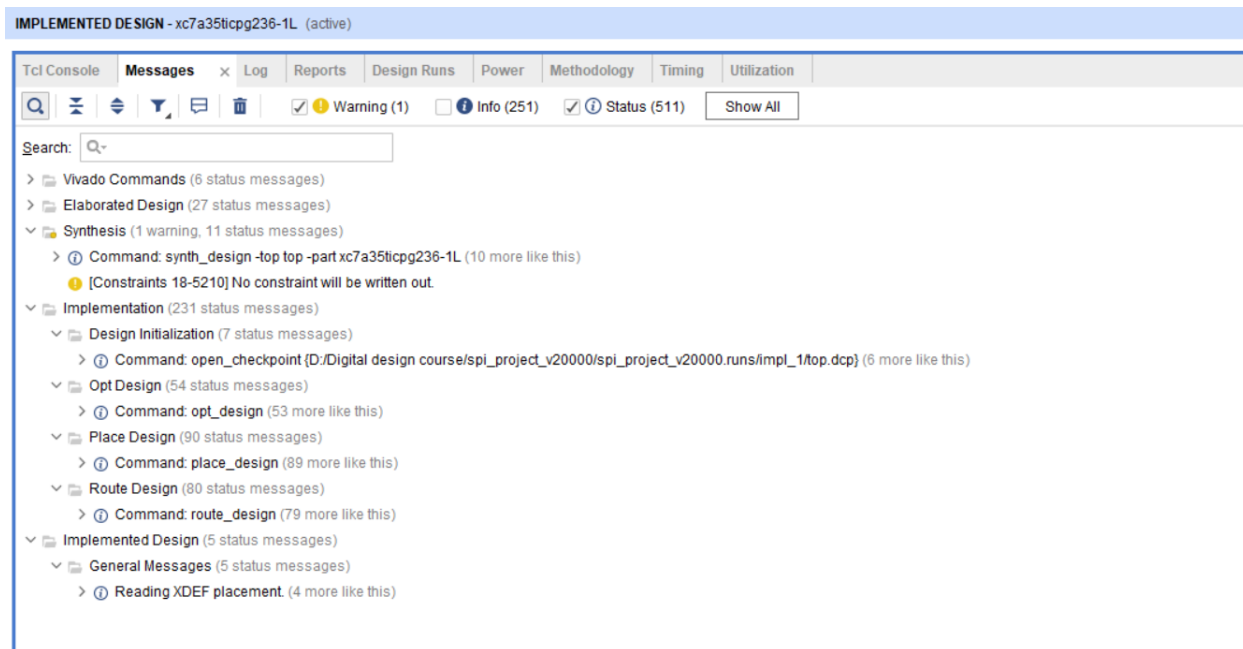 IMPLEMENTED DESIGN - xc7a35ticpg236-1L (active)
Tcl Console Messages × Log Reports Design Runs Power Methodology Timing Utilization
Warning (1) Info (251) Status (511) Show All
Search:
Vivado Commands (6 status messages)
Elaborated Design (27 status messages)
Synthesis (1 warning, 11 status messages)
Command: synth_design -top top -part xc7a35ticpg236-1L (10 more like this)
[Constraints 18-5210] No constraint will be written out.
Implementation (231 status messages)
Design Initialization (7 status messages)
Command: open_checkpoint {D:/Digital design course/spi_project_v20000/spi_project_v20000.runs/impl_1/top.dcp} (6 more like this)
Opt Design (54 status messages)
Command: opt_design (53 more like this)
Place Design (90 status messages)
Command: place_design (89 more like this)
Route Design (80 status messages)
Command: route_design (79 more like this)
Implemented Design (5 status messages)
General Messages (5 status messages)
Reading XDEF placement. (4 more like this)